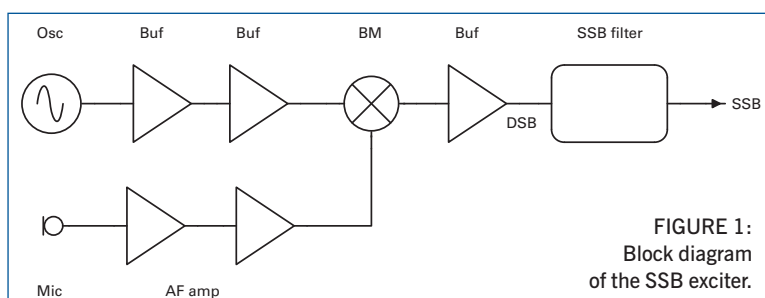 Osc Buf Buf BM Buf SSB filter
SSB
DSB
FIGURE 1:
Block diagram
of the SSB exciter.
Mic AF amp